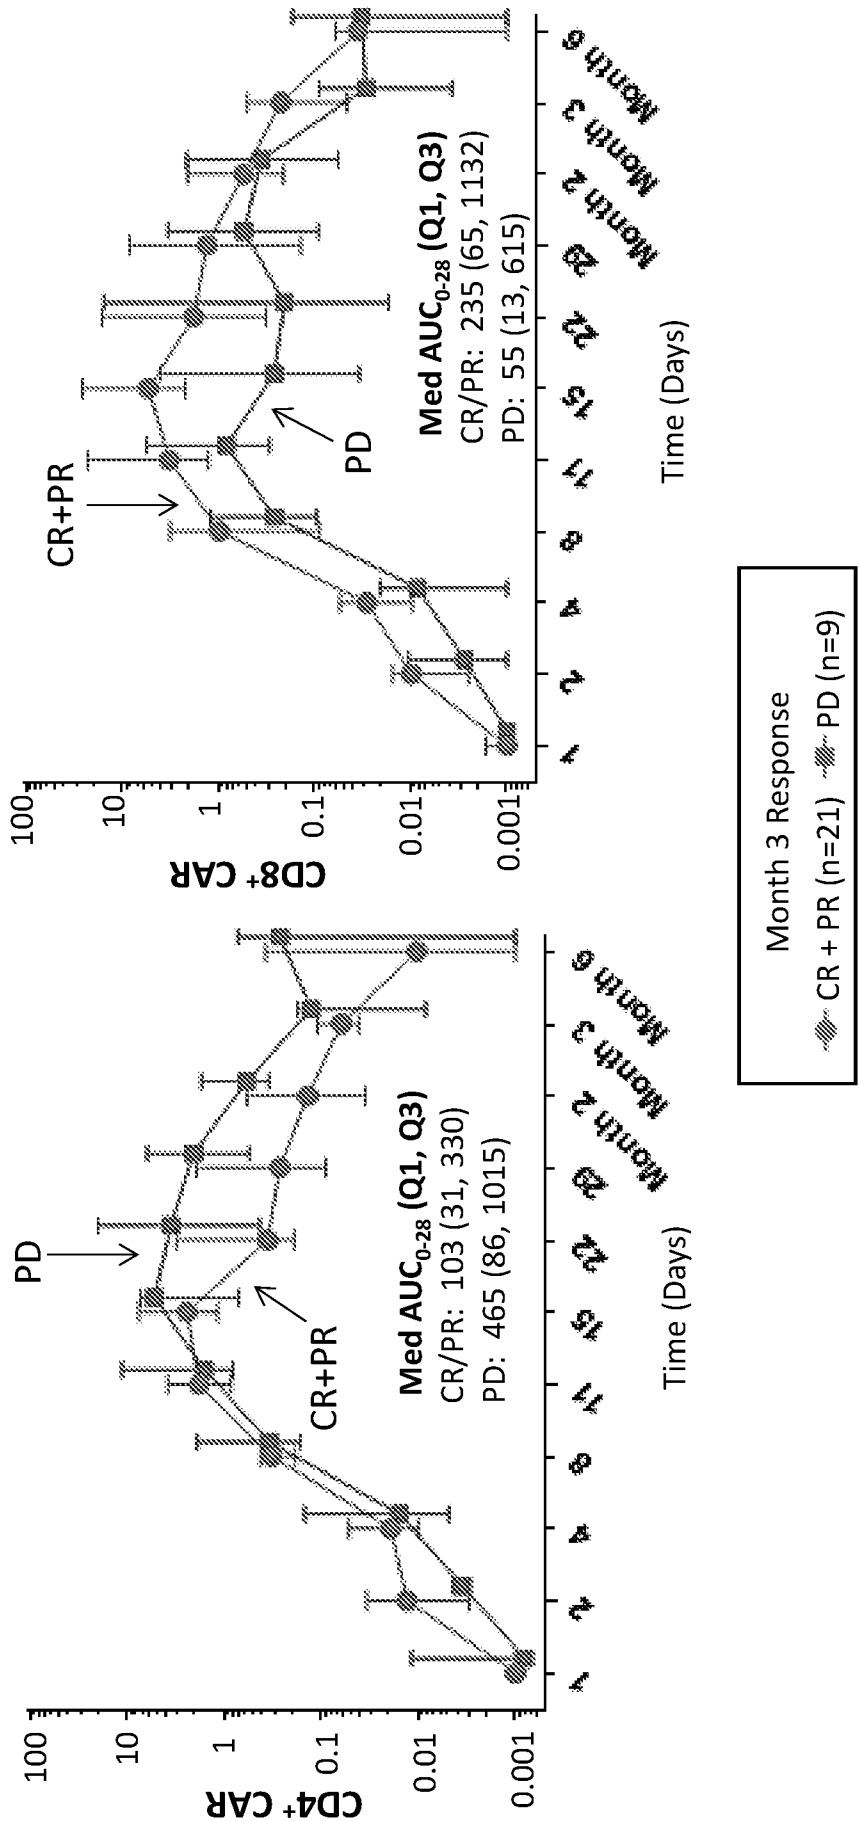 CD4⁺ CAR
100
10
1
0.1
0.01
0.001
PD
CR+PR
Med AUC₀₋₂₈ (Q1, Q3)
CR/PR: 103 (31, 330)
PD: 465 (86, 1015)
1
2
4
8
11
15
22
29
Month 2
Month 3
Month 6
Time (Days)
CD8⁺ CAR
100
10
1
0.1
0.01
0.001
CR+PR
PD
Med AUC₀₋₂₈ (Q1, Q3)
CR/PR: 235 (65, 1132)
PD: 55 (13, 615)
1
2
4
8
11
15
22
29
Month 2
Month 3
Month 6
Time (Days)
Month 3 Response
CR + PR (n=21) PD (n=9)